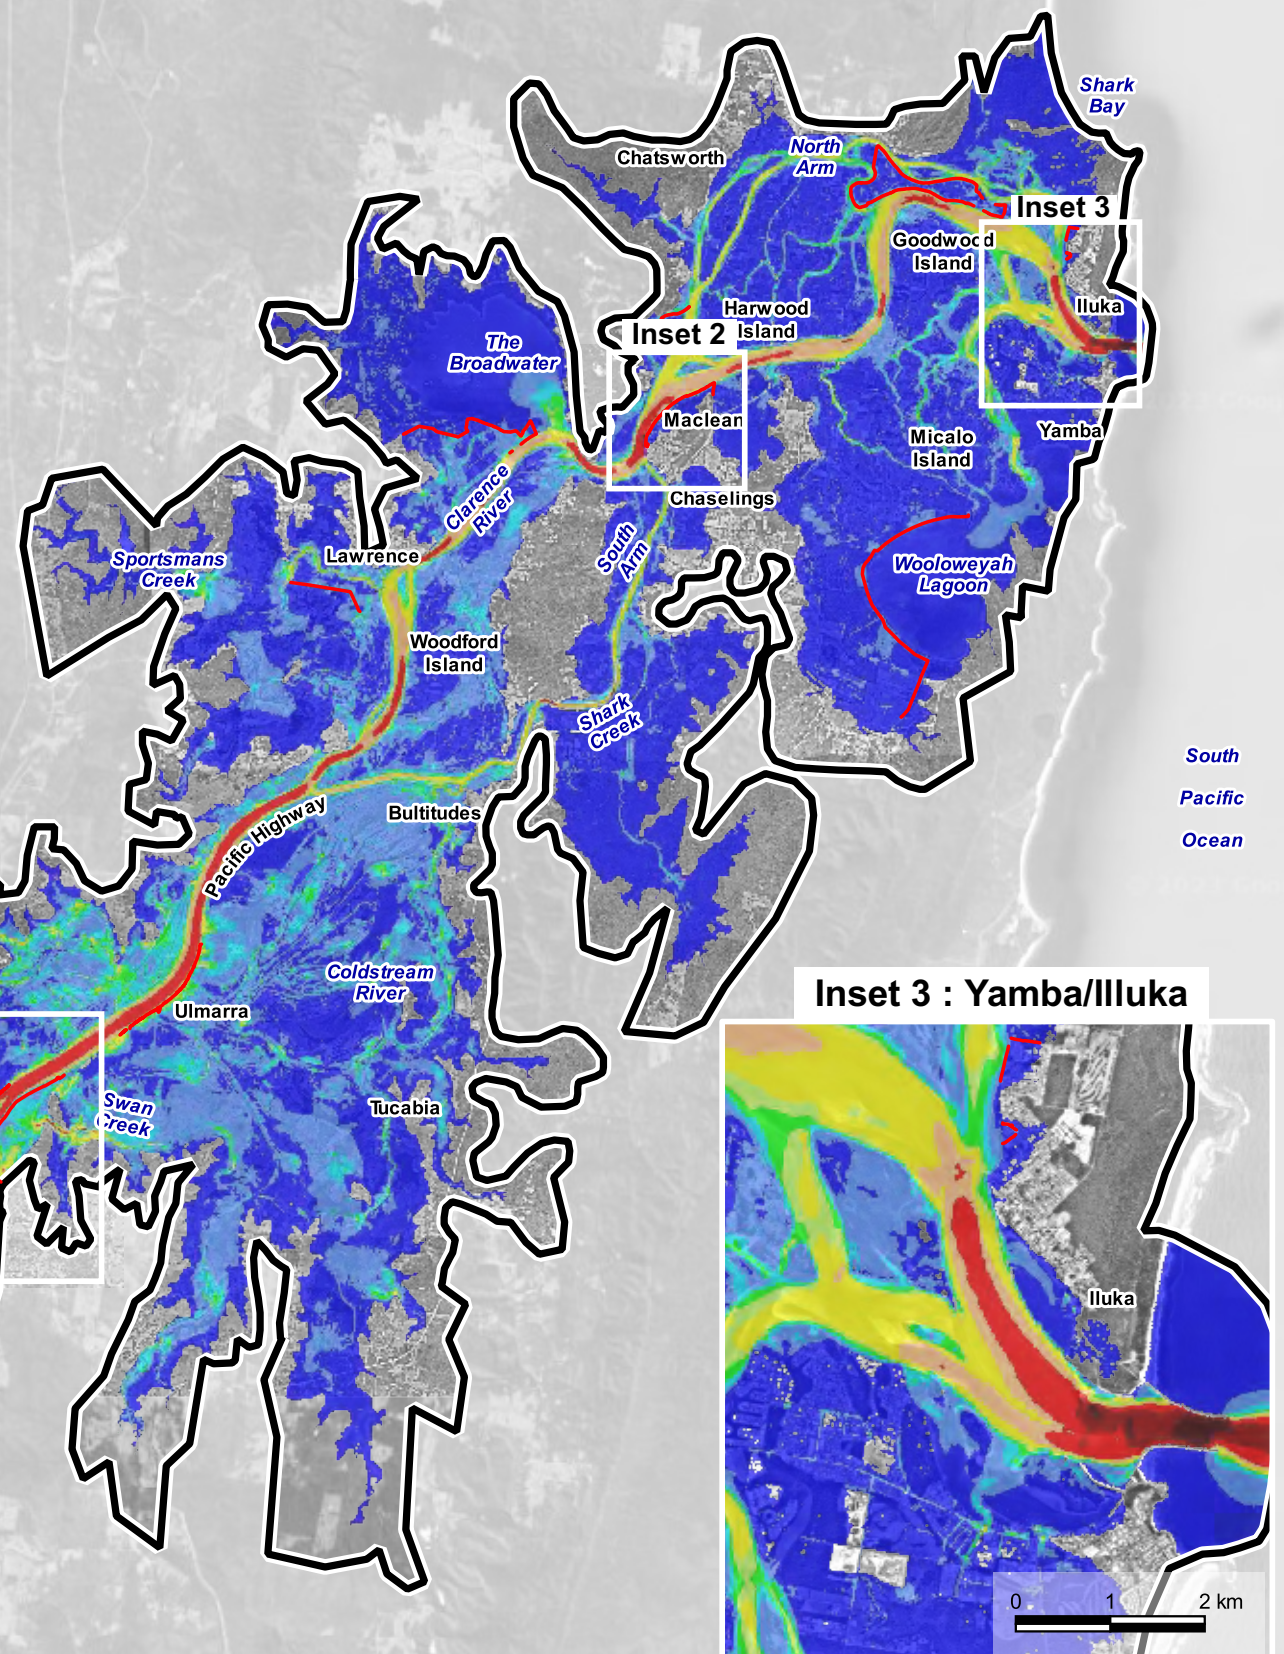 Shark
Bay
Chatsworth
North
Arm
Inset 3
Goodwood
Island
Iluka
Harwood
Island
Inset 2
The
Broadwater
Maclean
Yamba
Micalo
Island
Clarence
River
Chaselings
Sportsmans
Creek
Lawrence
South
Arm
Wooloweyah
Lagoon
Woodford
Island
Shark
Creek
South
Pacific
Ocean
Pacific Highway
Bultitudes
Coldstream
River
Ulmarra
Inset 3 : Yamba/Illuka
Swan
Creek
Tucabia
Iluka
0 1 2 km